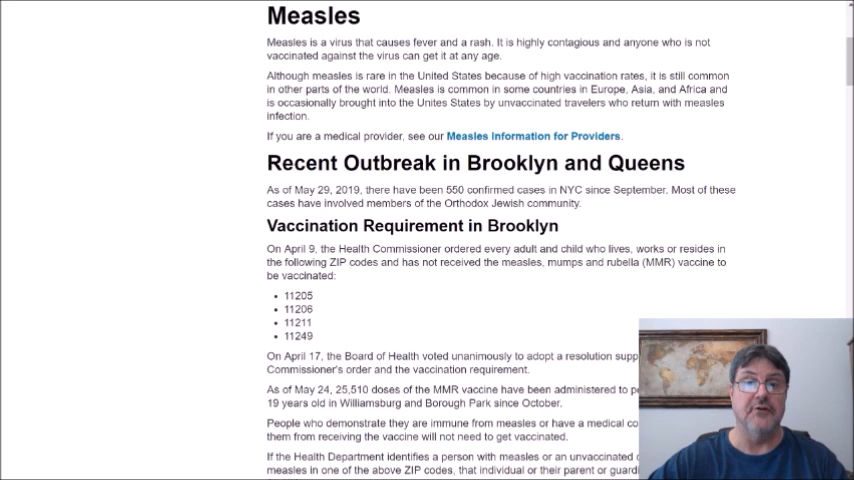 Measles
Measles is a virus that causes fever and a rash. It is highly contagious and anyone who is not
vaccinated against the virus can get it at any age.
Although measles is rare in the United States because of high vaccination rates, it is still common
in other parts of the world. Measles is common in some countries in Europe, Asia, and Africa and
is occasionally brought into the Unites States by unvaccinated travelers who return with measles
infection.
If you are a medical provider, see our Measles Information for Providers.
Recent Outbreak in Brooklyn and Queens
As of May 29, 2019, there have been 550 confirmed cases in NYC since September. Most of these
cases have involved members of the Orthodox Jewish community.
Vaccination Requirement in Brooklyn
On April 9, the Health Commissioner ordered every adult and child who lives, works or resides in
the following ZIP codes and has not received the measles, mumps and rubella (MMR) vaccine to
be vaccinated:
• 11205
• 11206
• 11211
• 11249
On April 17, the Board of Health voted unanimously to adopt a resolution supp
Commissioner's order and the vaccination requirement.
As of May 24, 25,510 doses of the MMR vaccine have been administered to pe
19 years old in Williamsburg and Borough Park since October.
People who demonstrate they are immune from measles or have a medical co
them from receiving the vaccine will not need to get vaccinated.
If the Health Department identifies a person with measles or an unvaccinated c
measles in one of the above ZIP codes, that individual or their parent or guardi